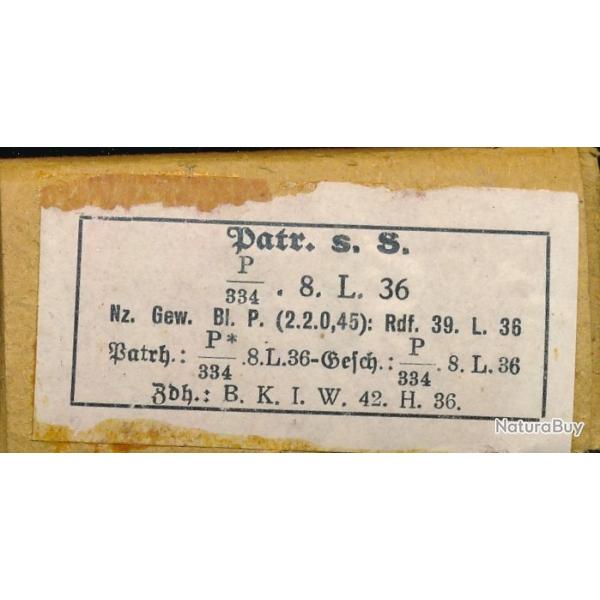 Patr. s. S.
P/334 . 8. L. 36
Nz. Gew. Bl. P. (2.2.0,45): Rdf. 39. L. 36
Patrh.: P*/334 .8.L.36-Gesch.: P/334 . 8. L. 36
Zdh.: B. K. I. W. 42. H. 36.
NaturaBuy